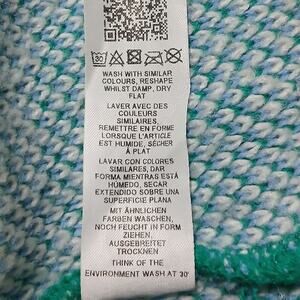 30
WASH WITH SIMILAR
COLOURS, RESHAPE
WHILST DAMP, DRY
FLAT
LAVER AVEC DES
COULEURS
SIMILAIRES,
REMETTRE EN FORME
LORSQUE L'ARTICLE
EST HUMIDE, SÉCHER
À PLAT
LAVAR CON COLORES
SIMILARES, DAR
FORMA MIENTRAS ESTÁ
HÚMEDO, SECAR
EXTENDIDO SOBRE UNA
SUPERFICIE PLANA
MIT ÄHNLICHEN
FARBEN WASCHEN,
NOCH FEUCHT IN FORM
ZIEHEN,
AUSGEBREITET
TROCKNEN
THINK OF THE
ENVIRONMENT WASH AT 30°